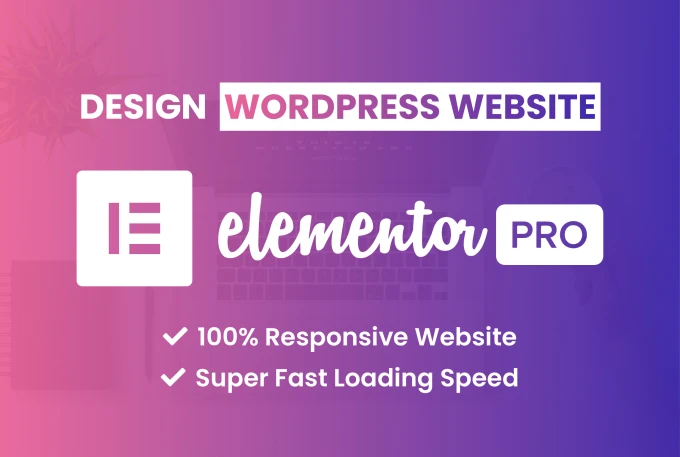 DESIGN WORDPRESS WEBSITE
elementor PRO
100% Responsive Website
Super Fast Loading Speed